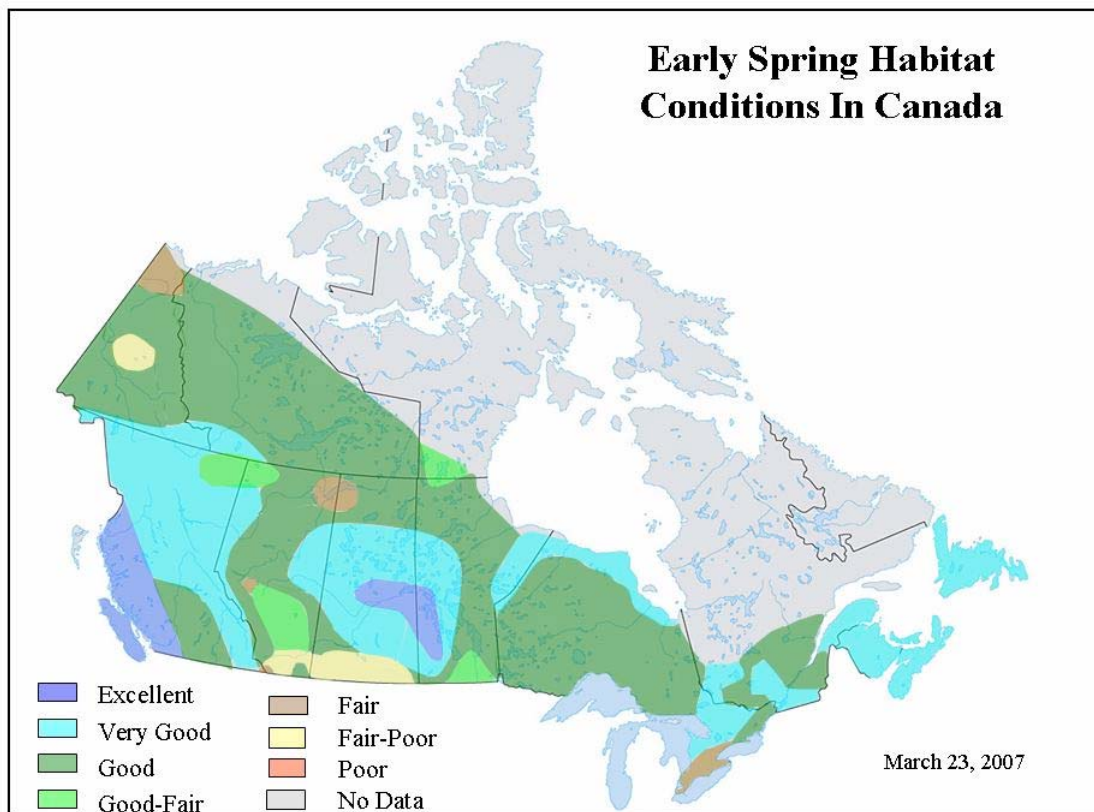 Early Spring Habitat
Conditions In Canada
Excellent
Very Good
Good
Good-Fair
Fair
Fair-Poor
Poor
No Data
March 23, 2007